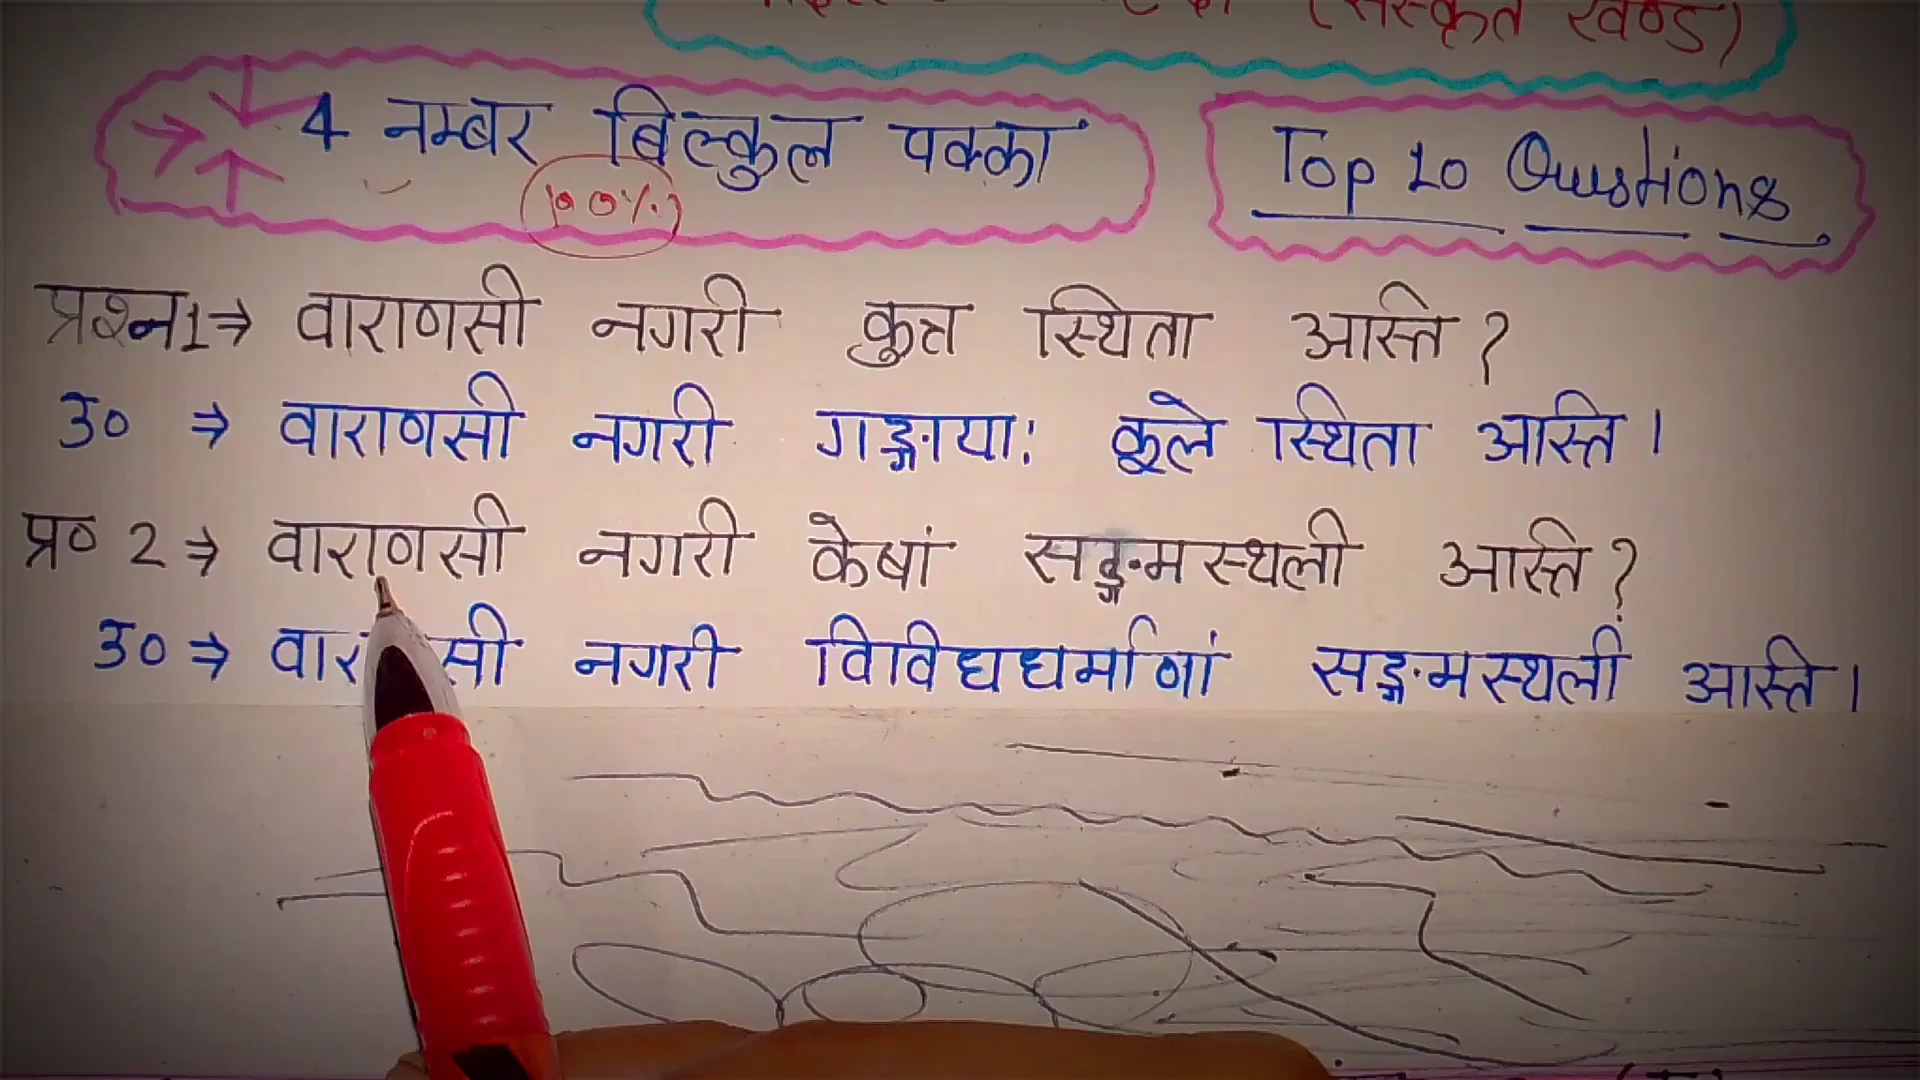 (संस्कृत खण्ड)
4 नम्बर बिल्कुल पक्का
100%
Top 10 Questions
प्रश्न1⇒ वाराणसी नगरी कुत्र स्थिता अस्ति ?
उ० ⇒ वाराणसी नगरी गङ्गायाः कूले स्थिता अस्ति ।
प्र० 2 ⇒ वाराणसी नगरी केषां सङ्गमस्थली अस्ति ?
उ० ⇒ नगरी विविधधर्माणां सङ्गमस्थली अस्ति ।